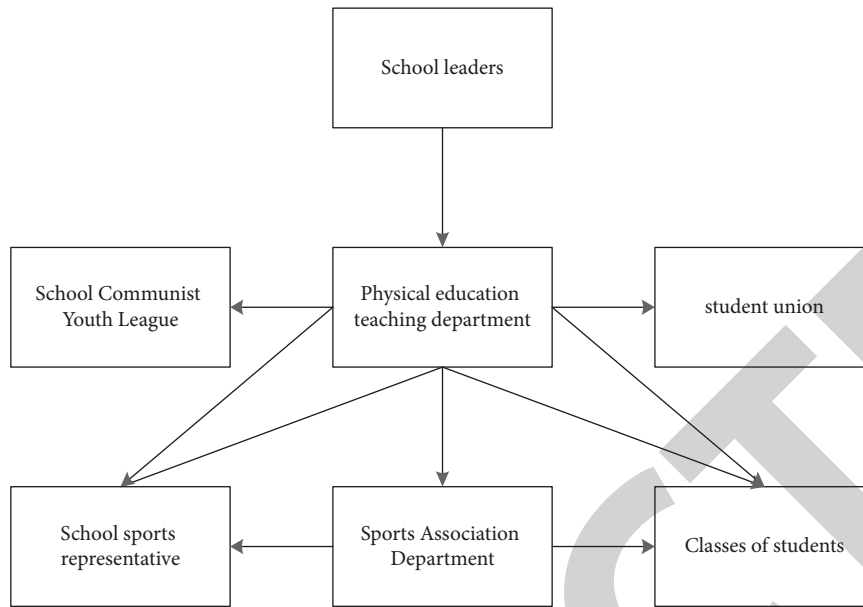 School leaders
School Communist
Youth League
Physical education
teaching department
student union
School sports
representative
Sports Association
Department
Classes of students